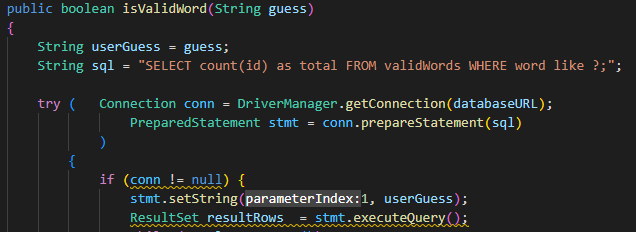 public boolean isValidWord(String guess)
{
String userGuess = guess;
String sql = "SELECT count(id) as total FROM validWords WHERE word like ?;";
try ( Connection conn = DriverManager.getConnection(databaseURL);
PreparedStatement stmt = conn.prepareStatement(sql)
)
{
if (conn != null) {
stmt.setString(parameterIndex:1, userGuess);
ResultSet resultRows = stmt.executeQuery();